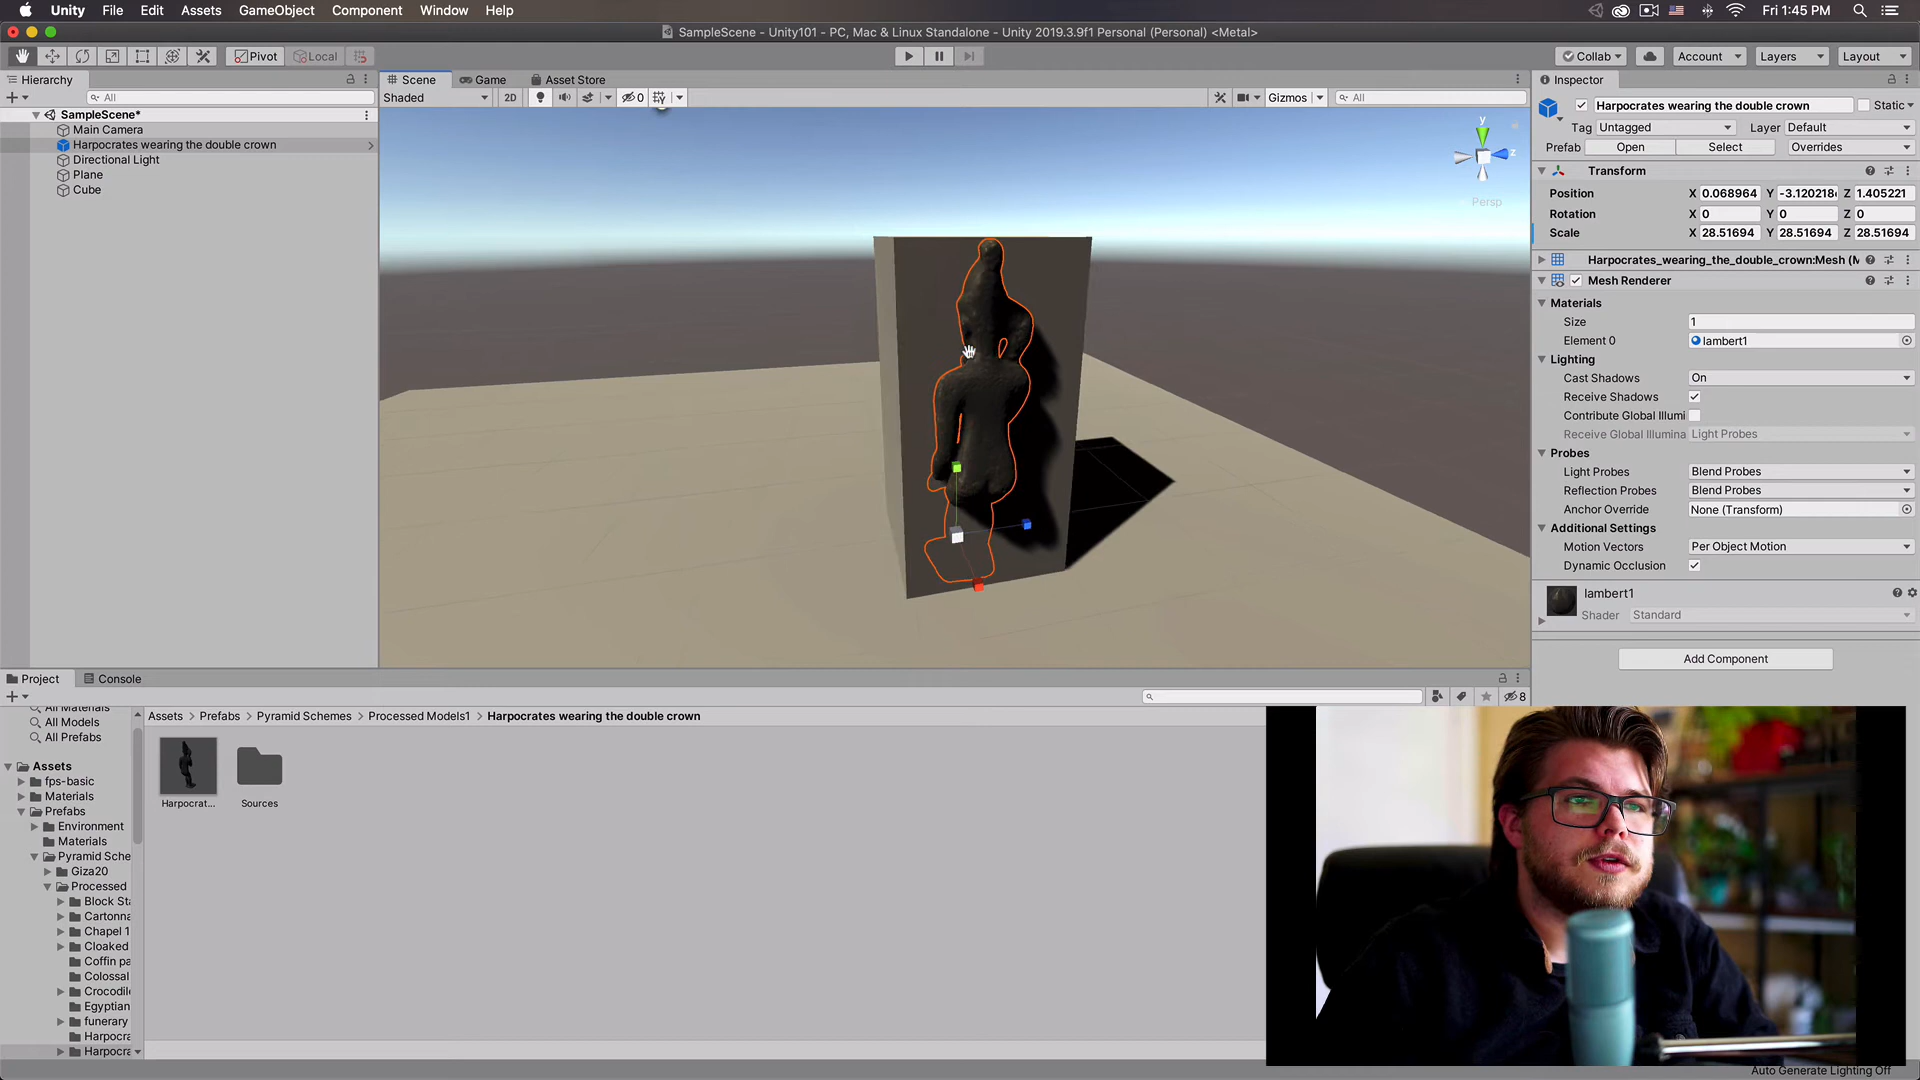 Unity File Edit Assets GameObject Component Window Help Fri 1:45 PM
SampleScene - Unity101 - PC, Mac & Linux Standalone - Unity 2019.3.9f1 Personal (Personal) <Metal>
Pivot Local Collab Account Layers Layout
Hierarchy Scene Game Asset Store Inspector
All Shaded 2D 0 Gizmos All
SampleScene*
Main Camera
Harpocrates wearing the double crown
Directional Light
Plane
Cube
y
z
Persp
Harpocrates wearing the double crown Static
Tag Untagged Layer Default
Prefab Open Select Overrides
Transform
Position X 0.068964 Y -3.120218 Z 1.405221
Rotation X 0 Y 0 Z 0
Scale X 28.51694 Y 28.51694 Z 28.51694
Harpocrates_wearing_the_double_crown:Mesh (M
Mesh Renderer
Materials
Size 1
Element 0 lambert1
Lighting
Cast Shadows On
Receive Shadows
Contribute Global Illumi
Receive Global Illumina Light Probes
Probes
Light Probes Blend Probes
Reflection Probes Blend Probes
Anchor Override None (Transform)
Additional Settings
Motion Vectors Per Object Motion
Dynamic Occlusion
lambert1
Shader Standard
Add Component
Project Console
8
All Materials
All Models
All Prefabs
Assets
fps-basic
Materials
Prefabs
Environment
Materials
Pyramid Sche
Giza20
Processed
Block Sta
Cartonna
Chapel 1
Cloaked
Coffin pa
Colossal
Crocodile
Egyptian
funerary
Harpocra
Harpocra
Assets > Prefabs > Pyramid Schemes > Processed Models1 > Harpocrates wearing the double crown
Harpocrat... Sources
Auto Generate Lighting Off